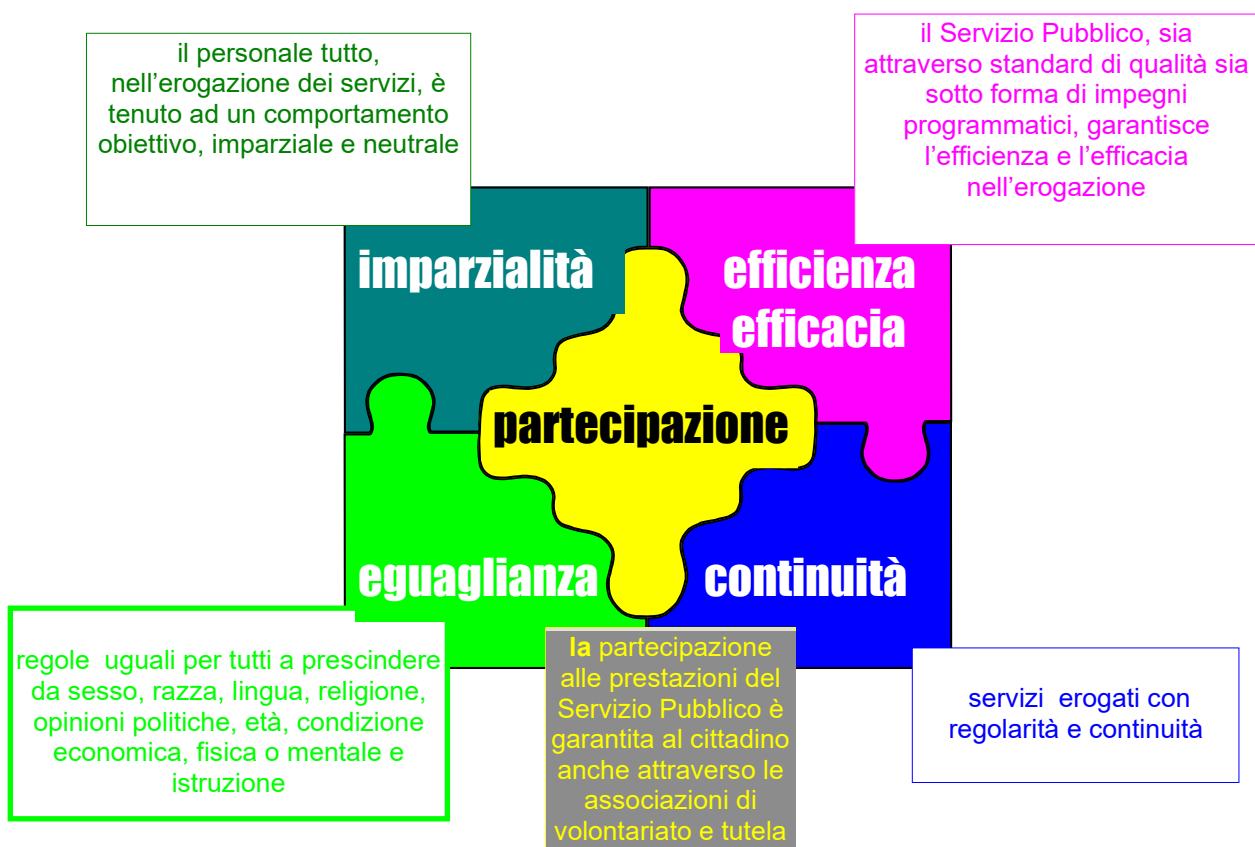 il personale tutto,
nell'erogazione dei servizi, è
tenuto ad un comportamento
obiettivo, imparziale e neutrale
il Servizio Pubblico, sia
attraverso standard di qualità sia
sotto forma di impegni
programmatici, garantisce
l'efficienza e l'efficacia
nell'erogazione
imparzialità
efficienza
efficacia
partecipazione
eguaglianza
continuità
regole uguali per tutti a prescindere
da sesso, razza, lingua, religione,
opinioni politiche, età, condizione
economica, fisica o mentale e
istruzione
la partecipazione
alle prestazioni del
Servizio Pubblico è
garantita al cittadino
anche attraverso le
associazioni di
volontariato e tutela
servizi erogati con
regolarità e continuità